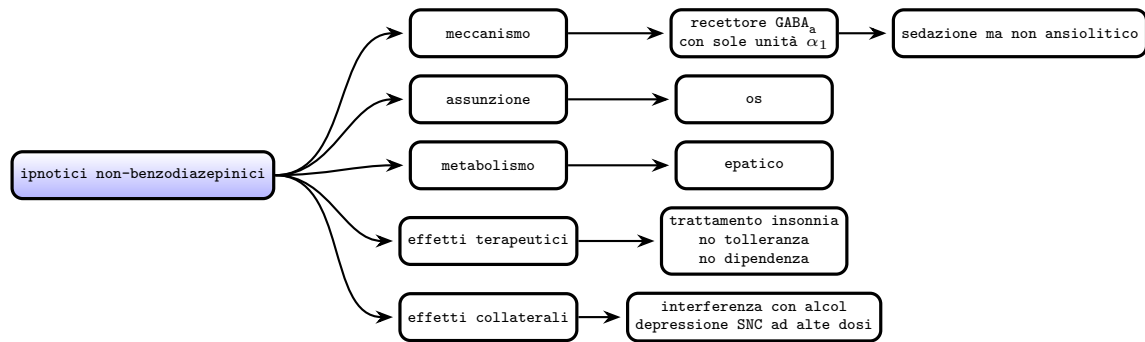 meccanismo
recettore GABAₐ
con sole unità α₁
sedazione ma non ansiolitico
assunzione
os
metabolismo
epatico
ipnotici non-benzodiazepinici
effetti terapeutici
trattamento insonnia
no tolleranza
no dipendenza
effetti collaterali
interferenza con alcol
depressione SNC ad alte dosi